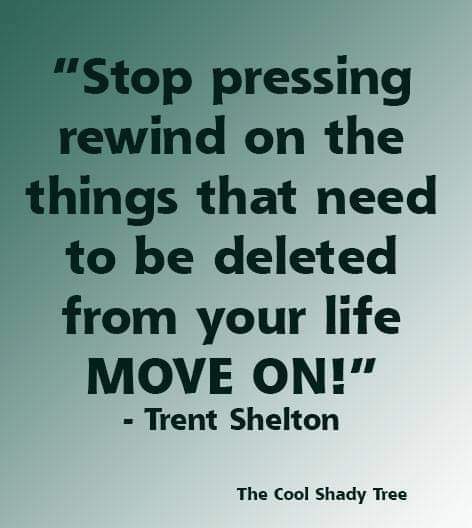 “Stop pressing
rewind on the
things that need
to be deleted
from your life
MOVE ON!”
- Trent Shelton
The Cool Shady Tree